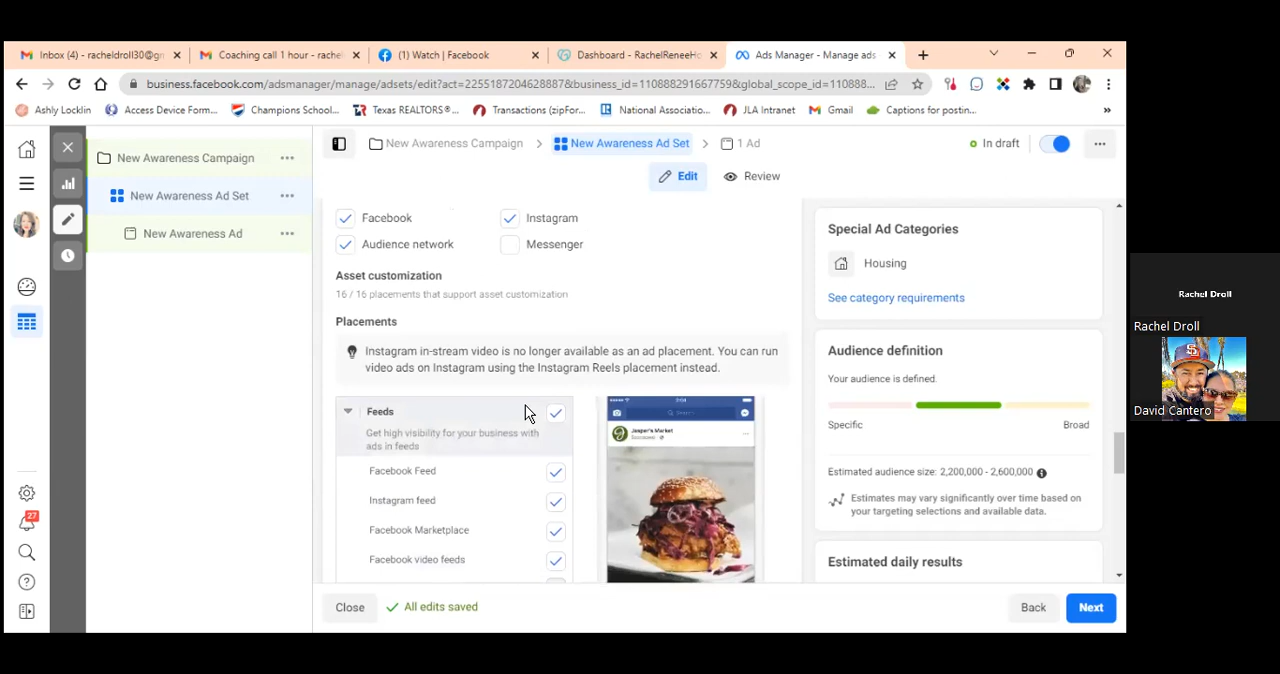 Inbox (4) - racheldroll30@gm
Coaching call 1 hour - rachel
(1) Watch | Facebook
Dashboard - RachelReneeHo
Ads Manager - Manage ads
business.facebook.com/adsmanager/manage/adsets/edit?act=2255187204628887&business_id=110888291667759&global_scope_id=110888...
Ashly Locklin
Access Device Form...
Champions School...
Texas REALTORS®...
Transactions (zipFor...
National Associatio...
JLA Intranet
Gmail
Captions for postin...
»
New Awareness Campaign
New Awareness Ad Set
1 Ad
In draft
New Awareness Campaign
New Awareness Ad Set
New Awareness Ad
Edit
Review
Facebook
Instagram
Audience network
Messenger
Asset customization
16 / 16 placements that support asset customization
Placements
Instagram in-stream video is no longer available as an ad placement. You can run
video ads on Instagram using the Instagram Reels placement instead.
Feeds
Get high visibility for your business with
ads in feeds
Facebook Feed
Instagram feed
Facebook Marketplace
Facebook video feeds
Search
Jasper's Market
Sponsored
Special Ad Categories
Housing
See category requirements
Audience definition
Your audience is defined.
Specific
Broad
Estimated audience size: 2,200,000 - 2,600,000
Estimates may vary significantly over time based on
your targeting selections and available data.
Estimated daily results
27
Close
All edits saved
Back
Next
Rachel Droll
Rachel Droll
David Cantero